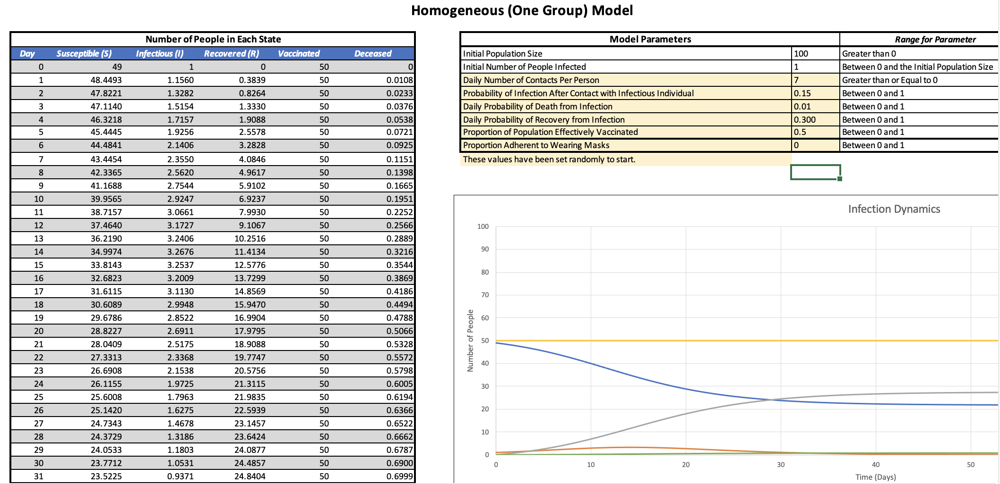 Homogeneous (One Group) Model
Number of People in Each State
Day Susceptible (S) Infectious (I) Recovered (R) Vaccinated Deceased
0 49 1 0 50 0
1 48.4493 1.1560 0.3839 50 0.0108
2 47.8221 1.3282 0.8264 50 0.0233
3 47.1140 1.5154 1.3330 50 0.0376
4 46.3218 1.7157 1.9088 50 0.0538
5 45.4445 1.9256 2.5578 50 0.0721
6 44.4841 2.1406 3.2828 50 0.0925
7 43.4454 2.3550 4.0846 50 0.1151
8 42.3365 2.5620 4.9617 50 0.1398
9 41.1688 2.7544 5.9102 50 0.1665
10 39.9565 2.9247 6.9237 50 0.1951
11 38.7157 3.0661 7.9930 50 0.2252
12 37.4640 3.1727 9.1067 50 0.2566
13 36.2190 3.2406 10.2516 50 0.2889
14 34.9974 3.2676 11.4134 50 0.3216
15 33.8143 3.2537 12.5776 50 0.3544
16 32.6823 3.2009 13.7299 50 0.3869
17 31.6115 3.1130 14.8569 50 0.4186
18 30.6089 2.9948 15.9470 50 0.4494
19 29.6786 2.8522 16.9904 50 0.4788
20 28.8227 2.6911 17.9795 50 0.5066
21 28.0409 2.5175 18.9088 50 0.5328
22 27.3313 2.3368 19.7747 50 0.5572
23 26.6908 2.1538 20.5756 50 0.5798
24 26.1155 1.9725 21.3115 50 0.6005
25 25.6008 1.7963 21.9835 50 0.6194
26 25.1420 1.6275 22.5939 50 0.6366
27 24.7343 1.4678 23.1457 50 0.6522
28 24.3729 1.3186 23.6424 50 0.6662
29 24.0533 1.1803 24.0877 50 0.6787
30 23.7712 1.0531 24.4857 50 0.6900
31 23.5225 0.9371 24.8404 50 0.6999
Model Parameters Range for Parameter
Initial Population Size 100 Greater than 0
Initial Number of People Infected 1 Between 0 and the Initial Population Size
Daily Number of Contacts Per Person 7 Greater than or Equal to 0
Probability of Infection After Contact with Infectious Individual 0.15 Between 0 and 1
Daily Probability of Death from Infection 0.01 Between 0 and 1
Daily Probability of Recovery from Infection 0.300 Between 0 and 1
Proportion of Population Effectively Vaccinated 0.5 Between 0 and 1
Proportion Adherent to Wearing Masks 0 Between 0 and 1
These values have been set randomly to start.
Infection Dynamics
100
90
80
70
60
50
40
30
20
10
0
Number of People
0 10 20 30 40 50
Time (Days)